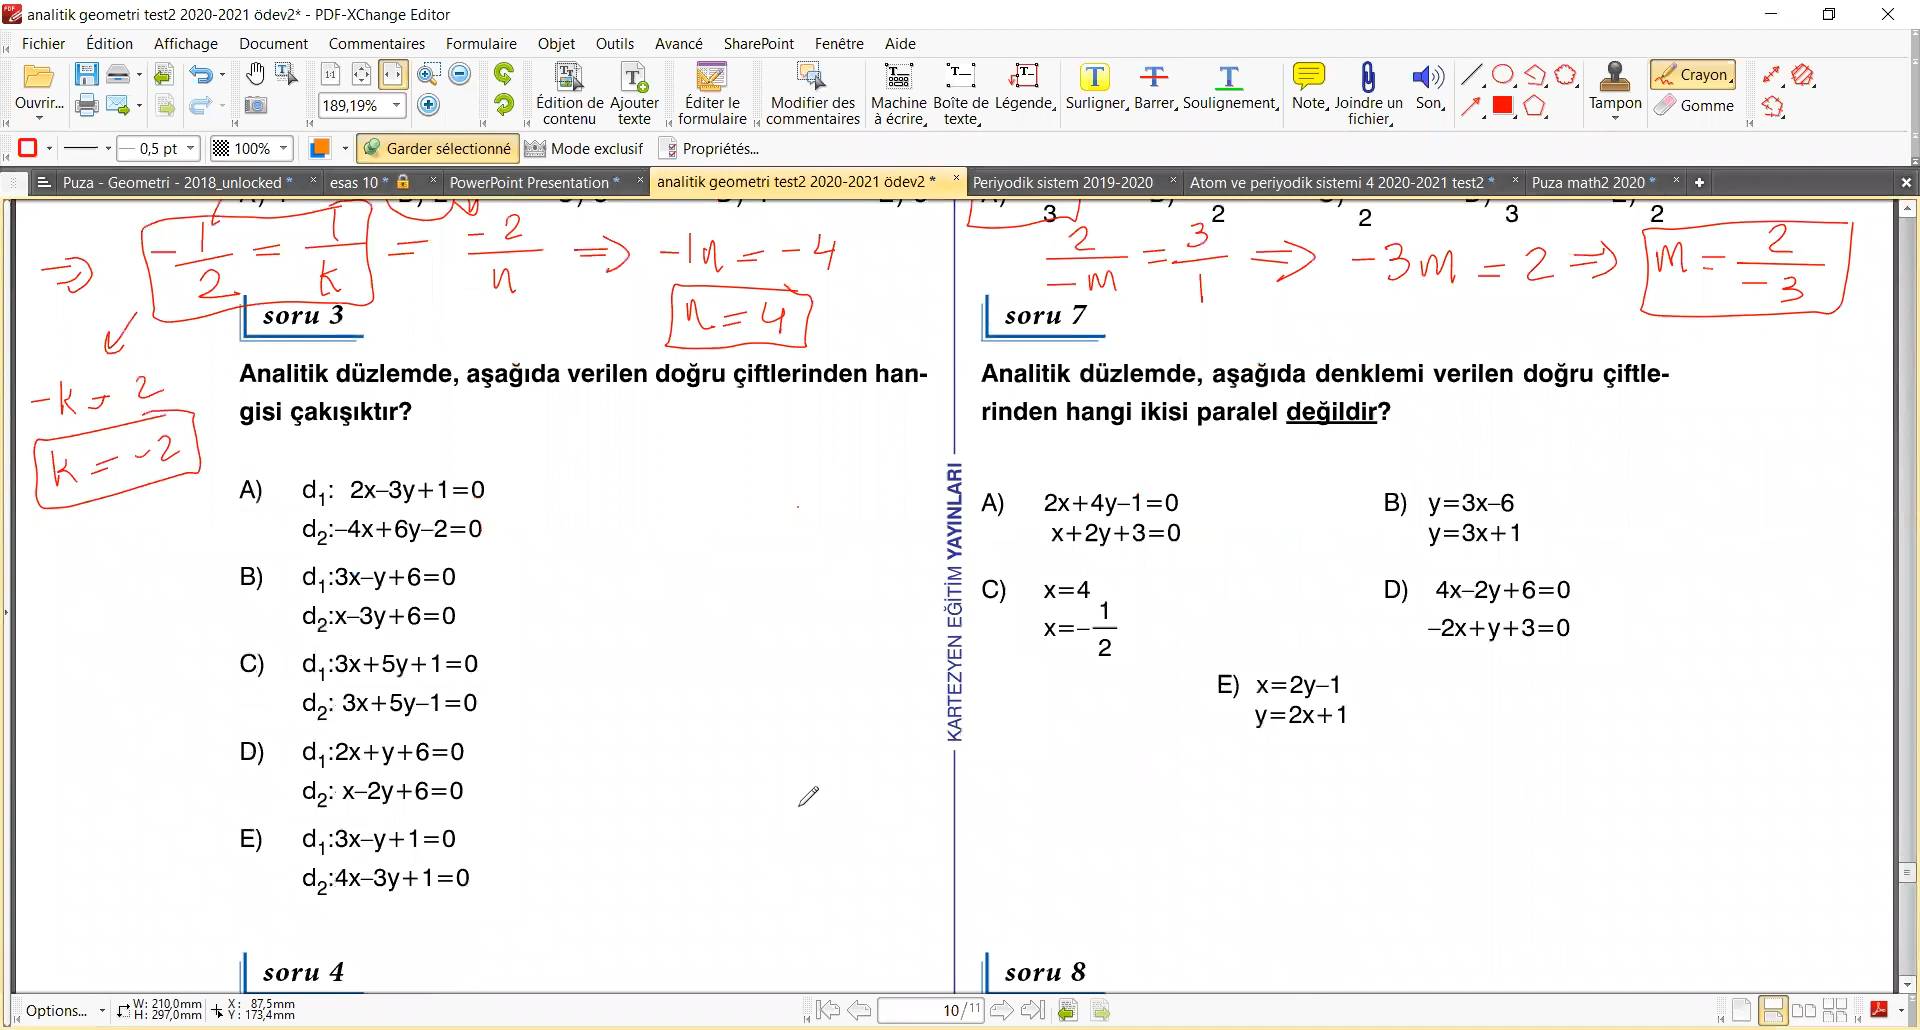 analitik geometri test2 2020-2021 ödev2* - PDF-XChange Editor
Fichier Édition Affichage Document Commentaires Formulaire Objet Outils Avancé SharePoint Fenêtre Aide
Ouvrir... 189,19% Édition de contenu Ajouter texte Éditer le formulaire Modifier des commentaires Machine à écrire Boîte de texte Légende Surligner Barrer Soulignement Note Joindre un fichier Son Tampon Crayon Gomme
0,5 pt 100% Garder sélectionné Mode exclusif Propriétés...
Puza - Geometri - 2018_unlocked * esas 10 * PowerPoint Presentation * analitik geometri test2 2020-2021 ödev2 * Periyodik sistem 2019-2020 Atom ve periyodik sistemi 4 2020-2021 test2 * Puza math2 2020 *
-1/2 = 1/k = -2/n ⇒ -1n = -4
n = 4
soru 3
-k = 2
k = -2
Analitik düzlemde, aşağıda verilen doğru çiftlerinden han-
gisi çakışıktır?
A) d1: 2x–3y+1=0
d2:–4x+6y–2=0
B) d1:3x–y+6=0
d2:x–3y+6=0
C) d1:3x+5y+1=0
d2: 3x+5y–1=0
D) d1:2x+y+6=0
d2: x–2y+6=0
E) d1:3x–y+1=0
d2:4x–3y+1=0
soru 4
KARTEZYEN EĞİTİM YAYINLARI
3 2 2 3 2
2/-m = 3/1 ⇒ -3m = 2 ⇒ m = 2/-3
soru 7
Analitik düzlemde, aşağıda denklemi verilen doğru çiftle-
rinden hangi ikisi paralel değildir?
A) 2x+4y–1=0
x+2y+3=0
B) y=3x–6
y=3x+1
C) x=4
x=–1/2
D) 4x–2y+6=0
–2x+y+3=0
E) x=2y–1
y=2x+1
soru 8
Options... W: 210,0mm X: 87,5mm
H: 297,0mm Y: 173,4mm
10/11